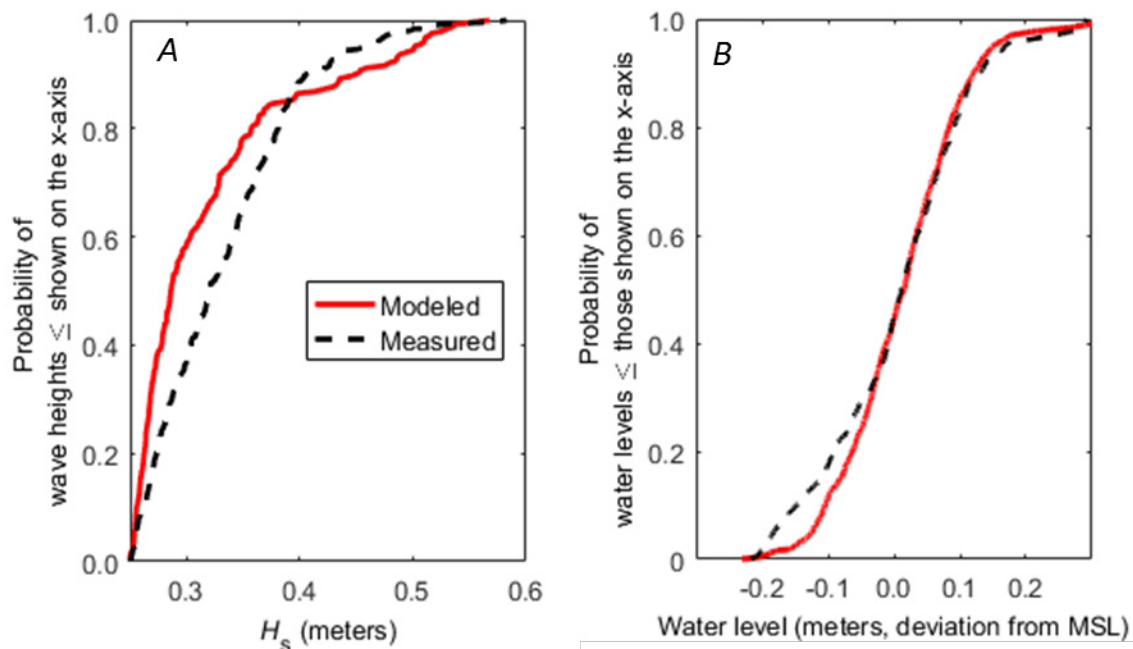 A
Probability of
wave heights ≤ shown on the x-axis
1.0
0.8
0.6
0.4
0.2
0.0
0.3
0.4
0.5
0.6
Hs (meters)
Modeled
Measured
B
Probability of
water levels ≤ those shown on the x-axis
1.0
0.8
0.6
0.4
0.2
0
-0.2
-0.1
0.0
0.1
0.2
Water level (meters, deviation from MSL)